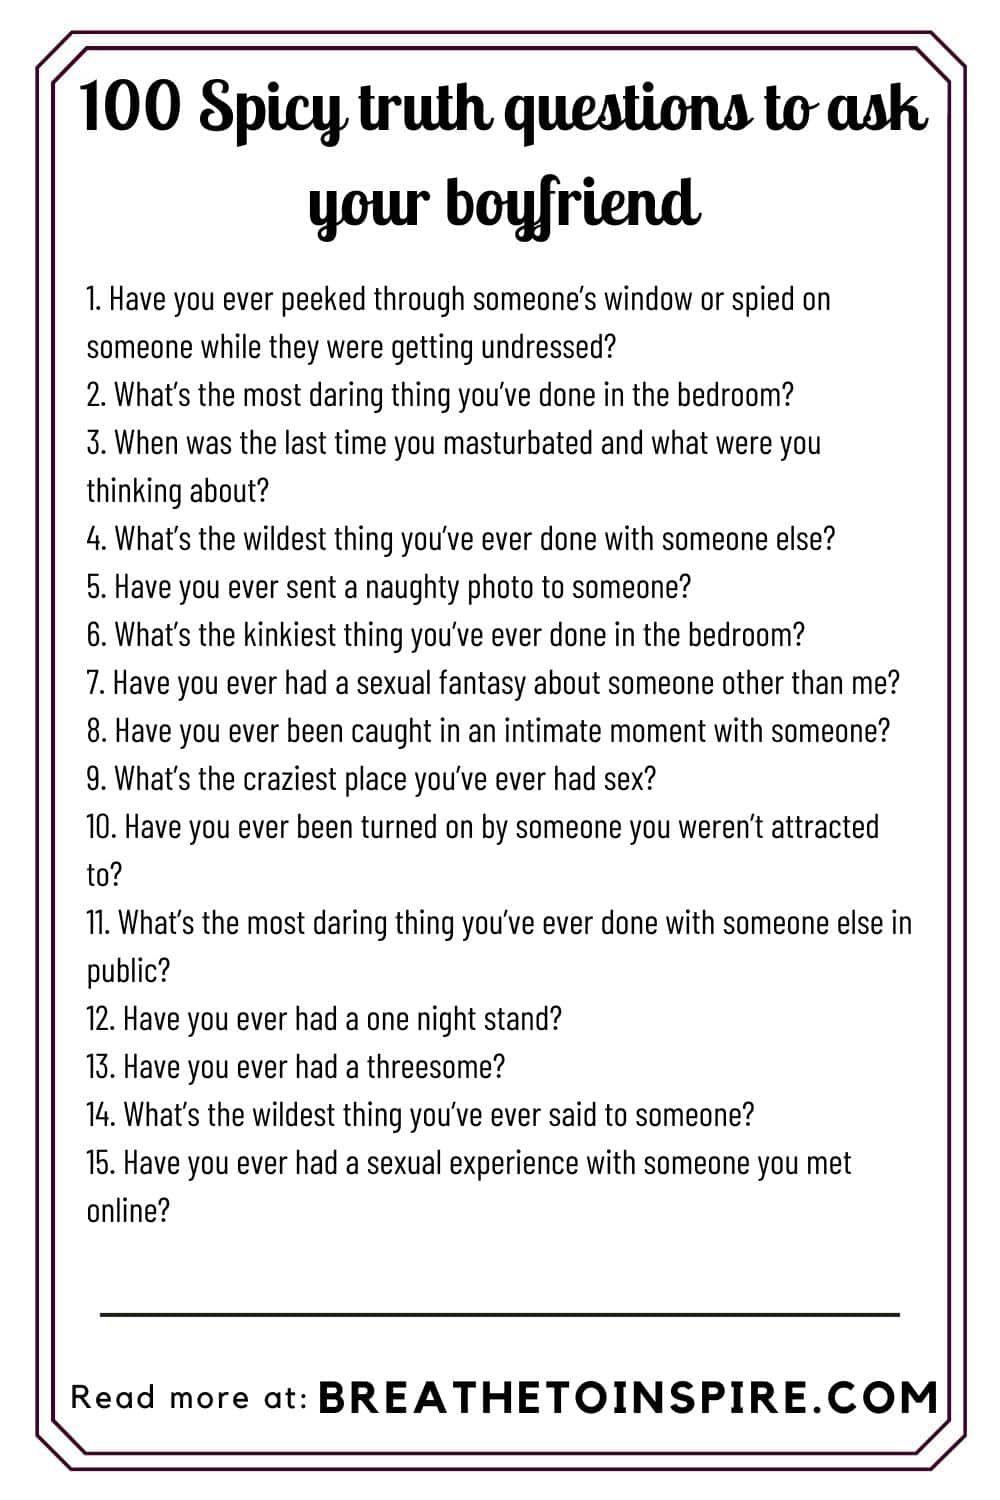 100 Spicy truth questions to ask
your boyfriend
1. Have you ever peeked through someone’s window or spied on
someone while they were getting undressed?
2. What’s the most daring thing you’ve done in the bedroom?
3. When was the last time you masturbated and what were you
thinking about?
4. What’s the wildest thing you’ve ever done with someone else?
5. Have you ever sent a naughty photo to someone?
6. What’s the kinkiest thing you’ve ever done in the bedroom?
7. Have you ever had a sexual fantasy about someone other than me?
8. Have you ever been caught in an intimate moment with someone?
9. What’s the craziest place you’ve ever had sex?
10. Have you ever been turned on by someone you weren’t attracted
to?
11. What’s the most daring thing you’ve ever done with someone else in
public?
12. Have you ever had a one night stand?
13. Have you ever had a threesome?
14. What’s the wildest thing you’ve ever said to someone?
15. Have you ever had a sexual experience with someone you met
online?
Read more at: BREATHETOINSPIRE.COM